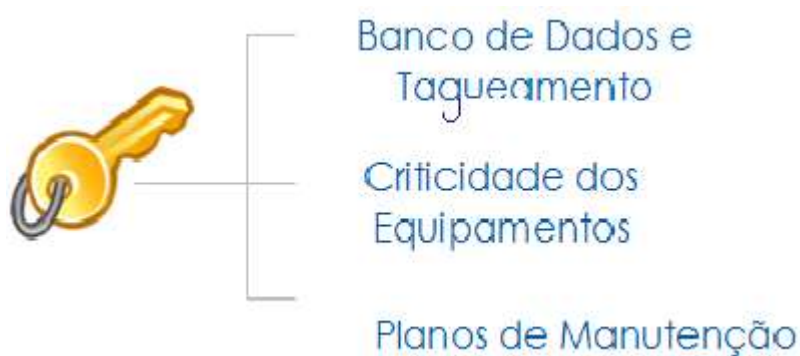 Banco de Dados e
Tagueamento
Criticidade dos
Equipamentos
Planos de Manutenção